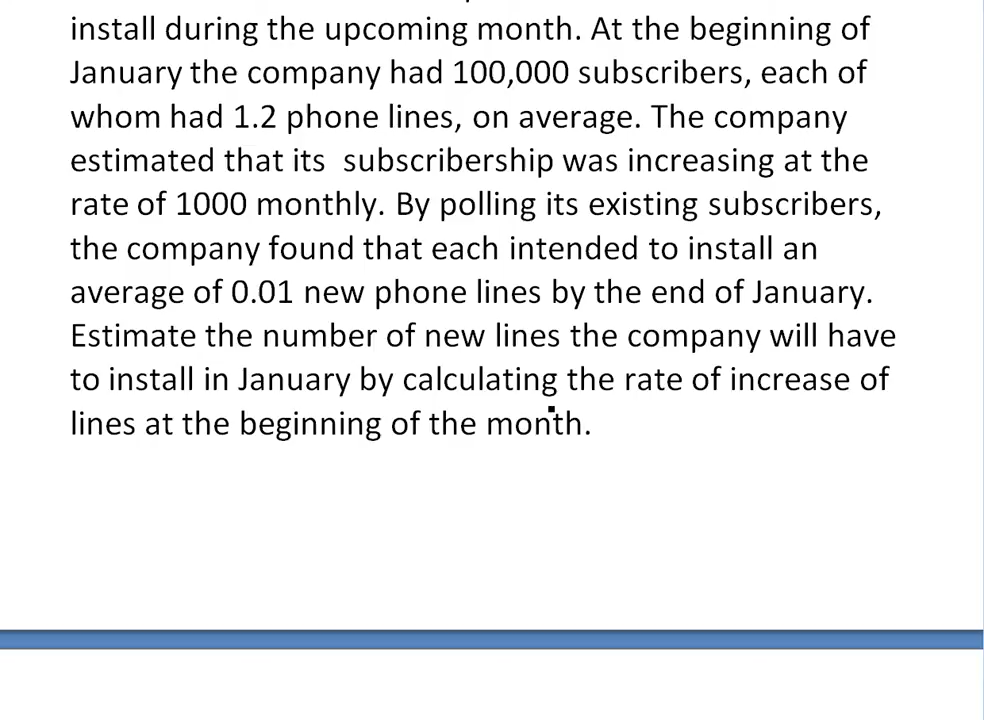 install during the upcoming month. At the beginning of
January the company had 100,000 subscribers, each of
whom had 1.2 phone lines, on average. The company
estimated that its  subscribership was increasing at the
rate of 1000 monthly. By polling its existing subscribers,
the company found that each intended to install an
average of 0.01 new phone lines by the end of January.
Estimate the number of new lines the company will have
to install in January by calculating the rate of increase of
lines at the beginning of the month.